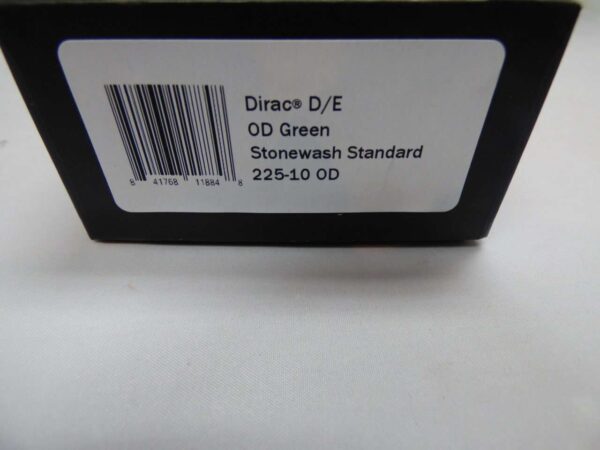 Dirac® D/E
OD Green
Stonewash Standard
225-10 OD
8 41768 11884 8